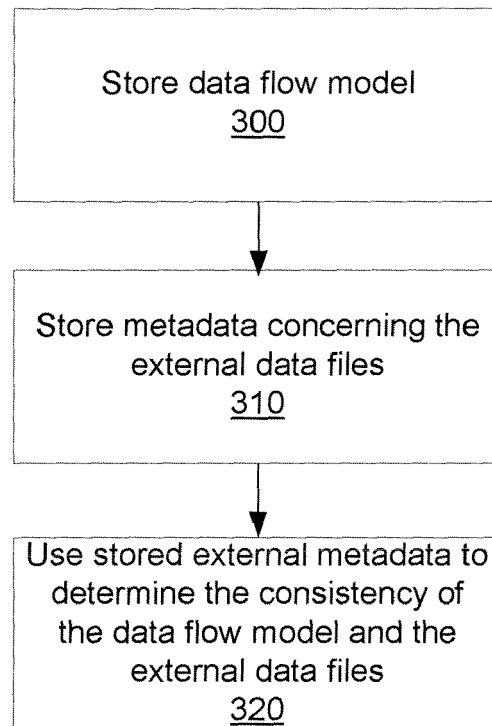 Store data flow model
300
Store metadata concerning the
external data files
310
Use stored external metadata to
determine the consistency of
the data flow model and the
external data files
320